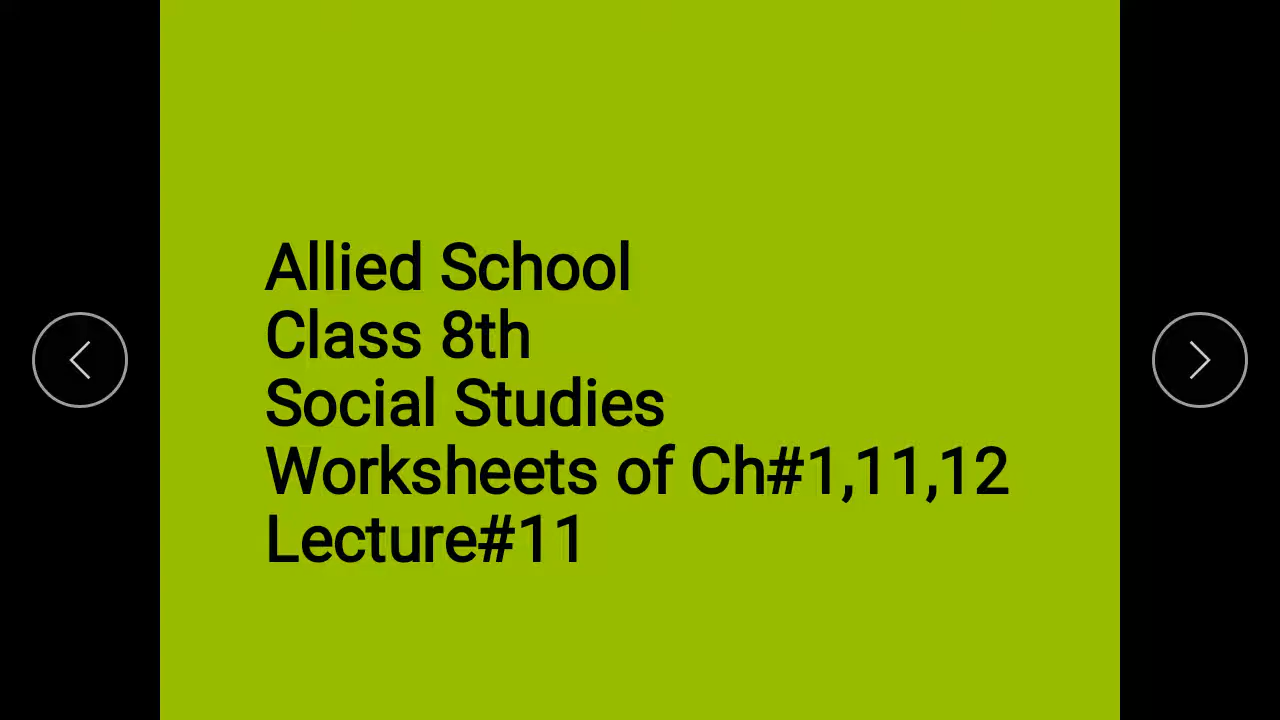 Allied School
Class 8th
Social Studies
Worksheets of Ch#1,11,12
Lecture#11